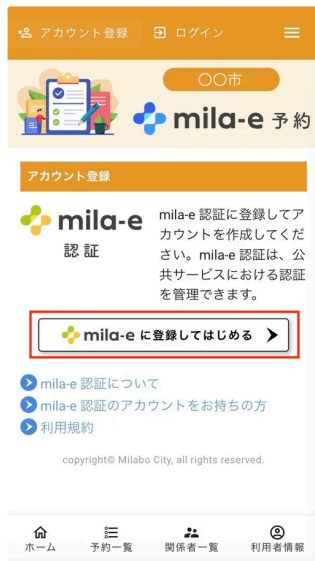 アカウント登録 ログイン
〇〇市
mila-e 予約
アカウント登録
mila-e
認証
mila-e 認証に登録してア
カウントを作成してくだ
さい。mila-e 認証は、公
共サービスにおける認証
を管理できます。
mila-e に登録してはじめる
mila-e 認証について
mila-e 認証のアカウントをお持ちの方
利用規約
copyright© Milabo City, all rights reserved.
ホーム 予約一覧 関係者一覧 利用者情報